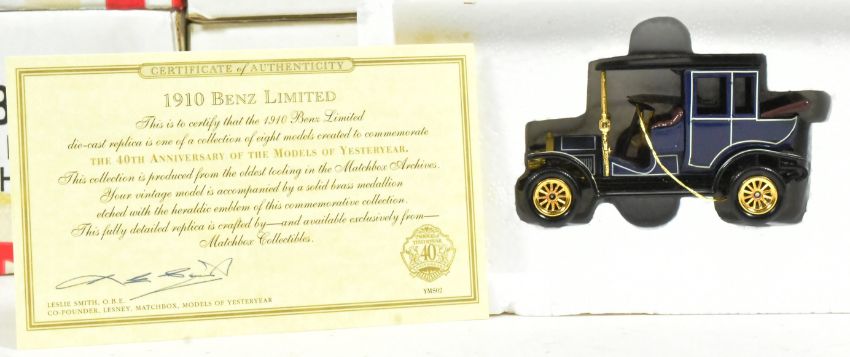 CERTIFICATE of AUTHENTICITY
1910 BENZ LIMITED
This is to certify that the 1910 Benz Limited
die-cast replica is one of a collection of eight models created to commemorate
THE 40TH ANNIVERSARY OF THE MODELS OF YESTERYEAR.
This collection is produced from the oldest tooling in the Matchbox Archives.
Your vintage model is accompanied by a solid brass medallion
etched with the heraldic emblem of this commemorative collection.
This fully detailed replica is crafted by—and available exclusively from—
Matchbox Collectibles.
YESTERYEAR
40
LESLIE SMITH, O.B.E.
CO-FOUNDER, LESNEY, MATCHBOX, MODELS OF YESTERYEAR
YMS07